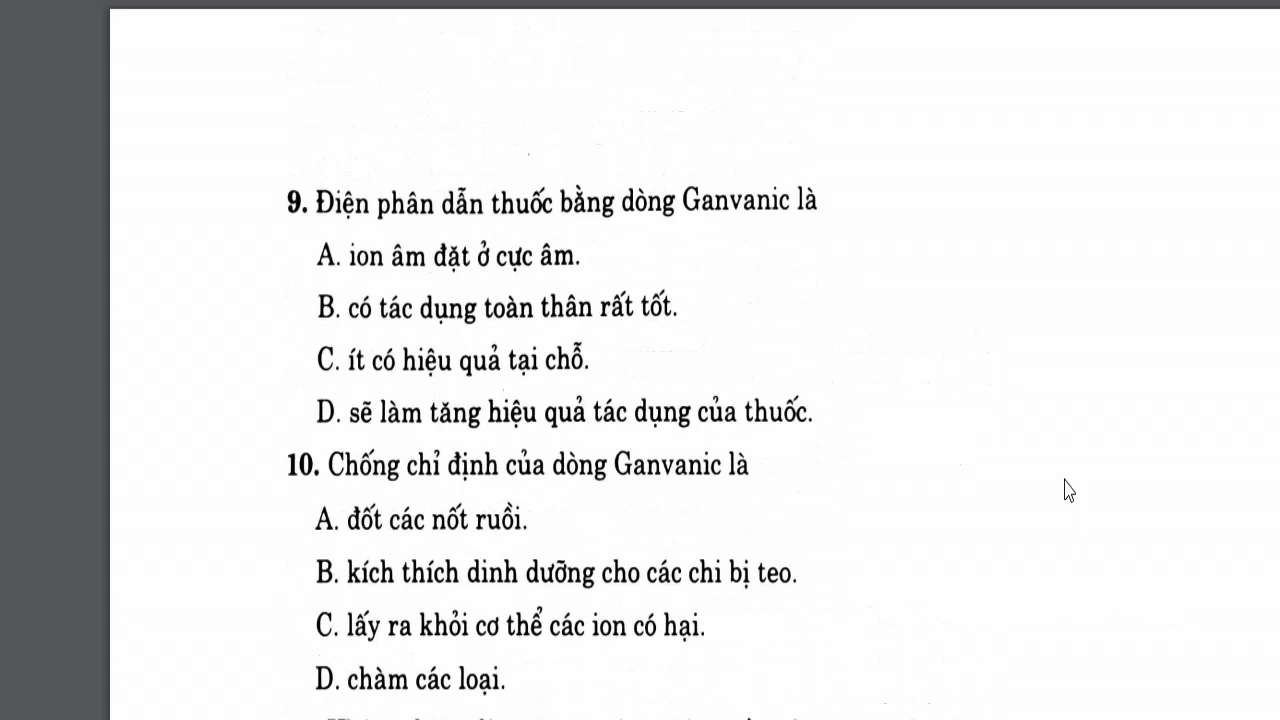 9. Điện phân dẫn thuốc bằng dòng Ganvanic là
A. ion âm đặt ở cực âm.
B. có tác dụng toàn thân rất tốt.
C. ít có hiệu quả tại chỗ.
D. sẽ làm tăng hiệu quả tác dụng của thuốc.
10. Chống chỉ định của dòng Ganvanic là
A. đốt các nốt ruồi.
B. kích thích dinh dưỡng cho các chi bị teo.
C. lấy ra khỏi cơ thể các ion có hại.
D. chàm các loại.